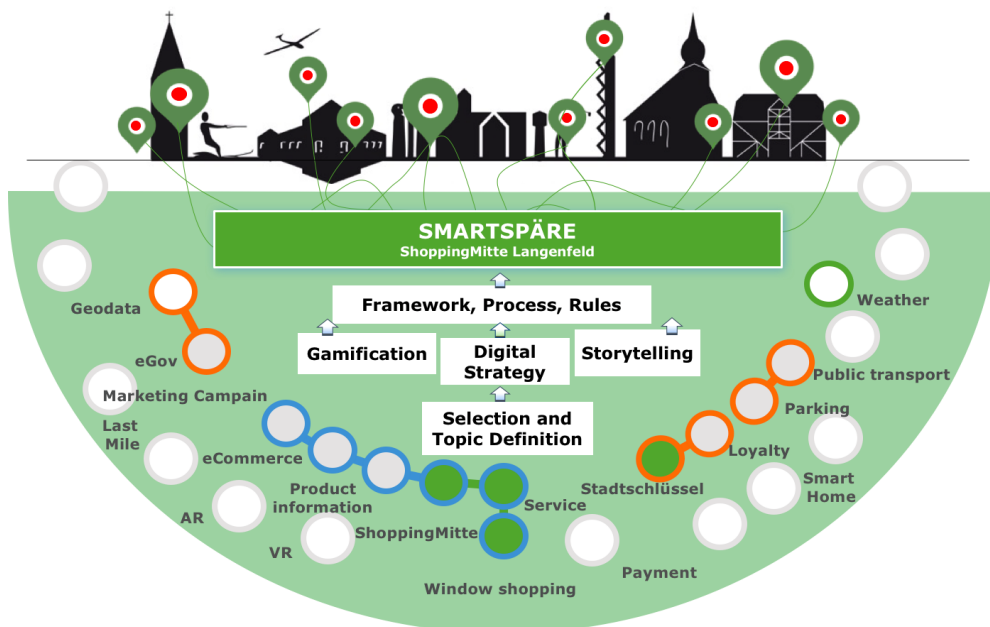 SMARTSPÄRE
ShoppingMitte Langenfeld
Framework, Process, Rules
Gamification
Digital
Strategy
Storytelling
Selection and
Topic Definition
Geodata
eGov
Marketing Campain
Last
Mile
eCommerce
Product
information
AR
VR
ShoppingMitte
Service
Window shopping
Weather
Public transport
Parking
Loyalty
Stadtschlüssel
Smart
Home
Payment